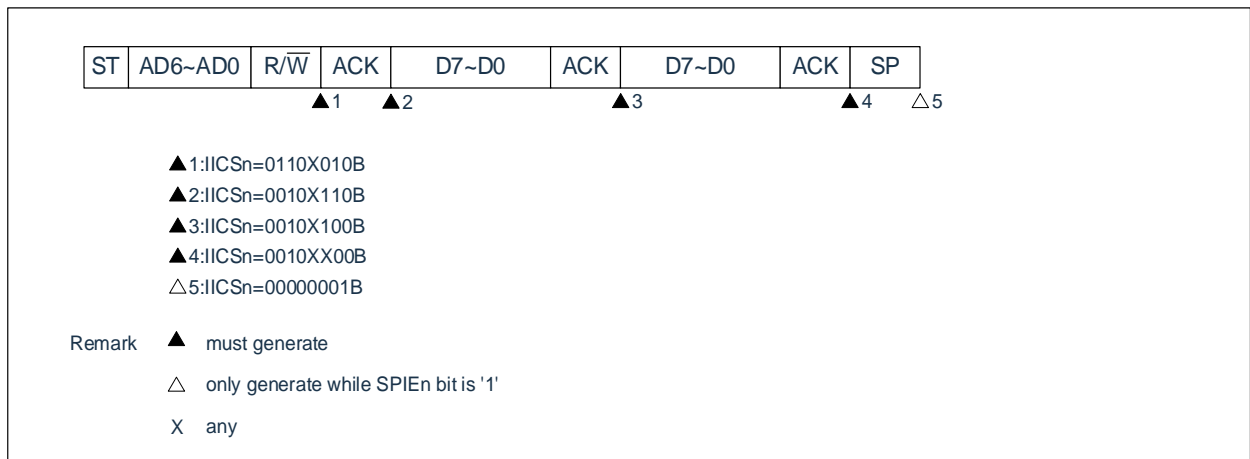 ST AD6~AD0 R/W̅ ACK D7~D0 ACK D7~D0 ACK SP
▲1 ▲2 ▲3 ▲4 △5
▲1:IICSn=0110X010B
▲2:IICSn=0010X110B
▲3:IICSn=0010X100B
▲4:IICSn=0010XX00B
△5:IICSn=00000001B
Remark ▲ must generate
△ only generate while SPIEn bit is '1'
X any